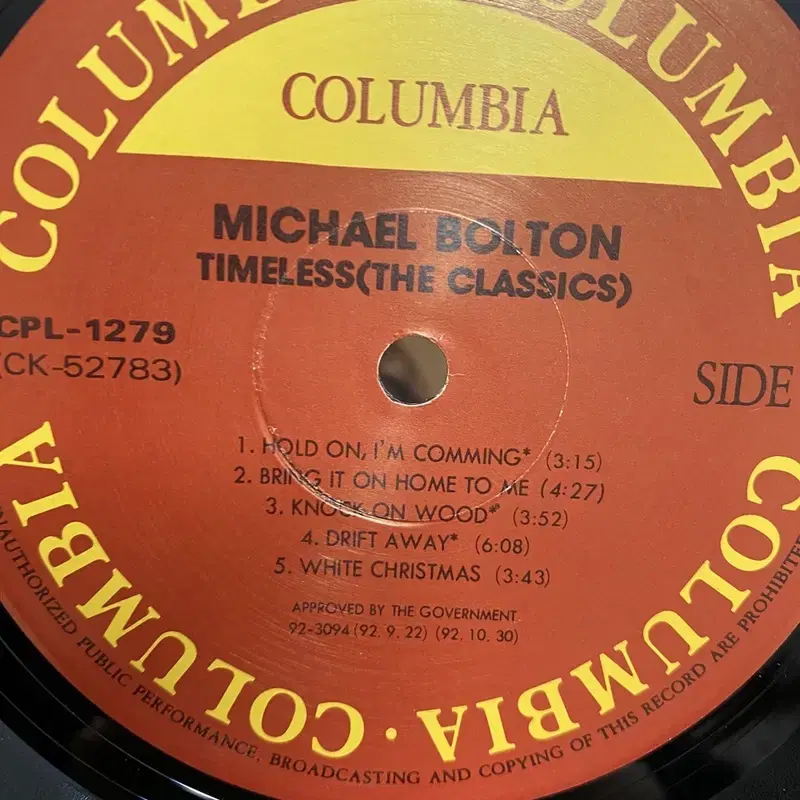 COLUMBIA
COLUMBIA
COLUMBIA
MICHAEL BOLTON
TIMELESS(THE CLASSICS)
CPL-1279
(CK-52783)
SIDE
1. HOLD ON, I'M COMMING* (3:15)
2. BRING IT ON HOME TO ME (4:27)
3. KNOCK ON WOOD* (3:52)
4. DRIFT AWAY* (6:08)
5. WHITE CHRISTMAS (3:43)
APPROVED BY THE GOVERNMENT
92-3094 (92. 9. 22) (92. 10. 30)
COLUMBIA · COLUMBIA
UNAUTHORIZED PUBLIC PERFORMANCE, BROADCASTING AND COPYING OF THIS RECORD ARE PROHIBITED